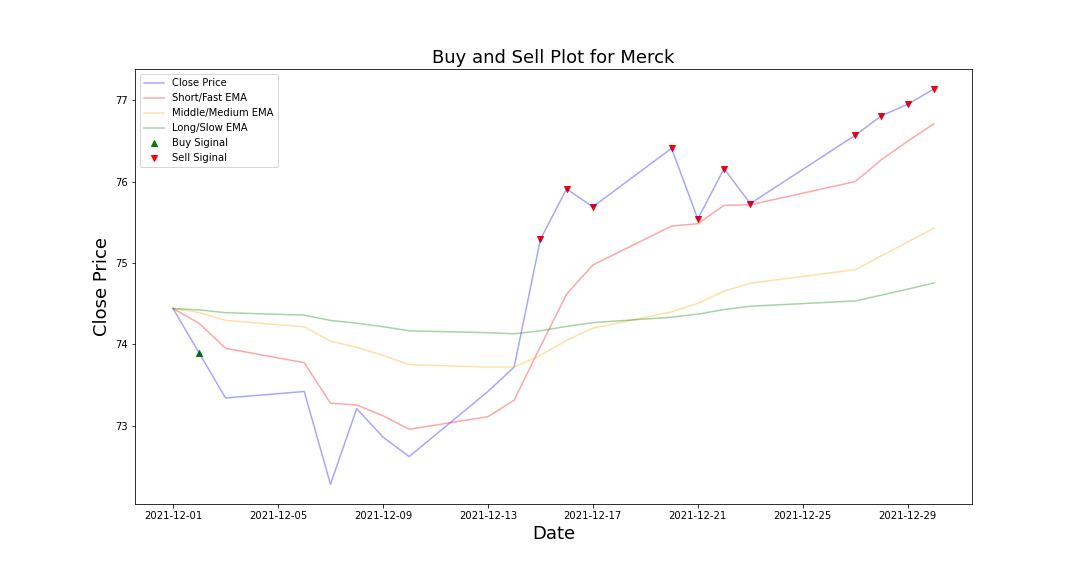 Buy and Sell Plot for Merck
Close Price
Short/Fast EMA
Middle/Medium EMA
Long/Slow EMA
Buy Siginal
Sell Siginal
77
76
75
74
73
Close Price
2021-12-01
2021-12-05
2021-12-09
2021-12-13
2021-12-17
2021-12-21
2021-12-25
2021-12-29
Date